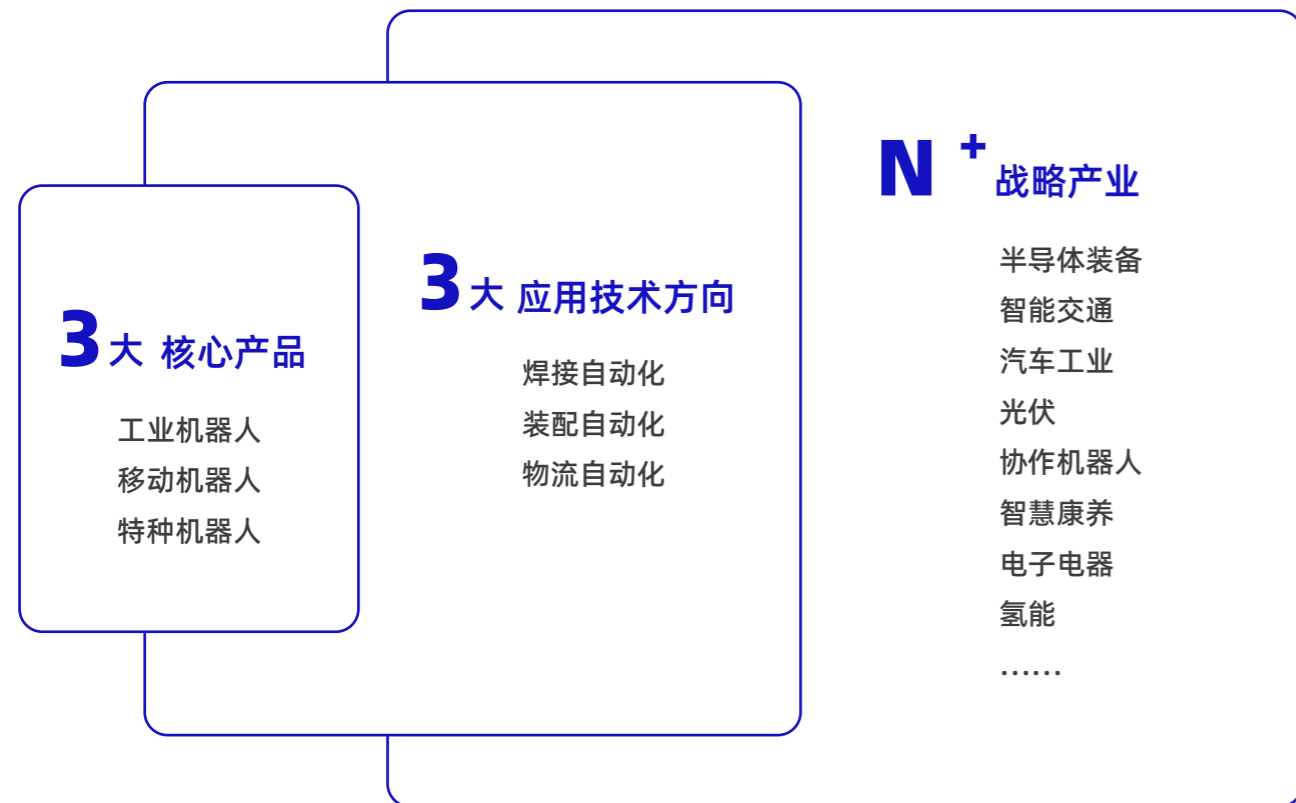 3大 核心产品
工业机器人
移动机器人
特种机器人
3大 应用技术方向
焊接自动化
装配自动化
物流自动化
N+ 战略产业
半导体装备
智能交通
汽车工业
光伏
协作机器人
智慧康养
电子电器
氢能
……